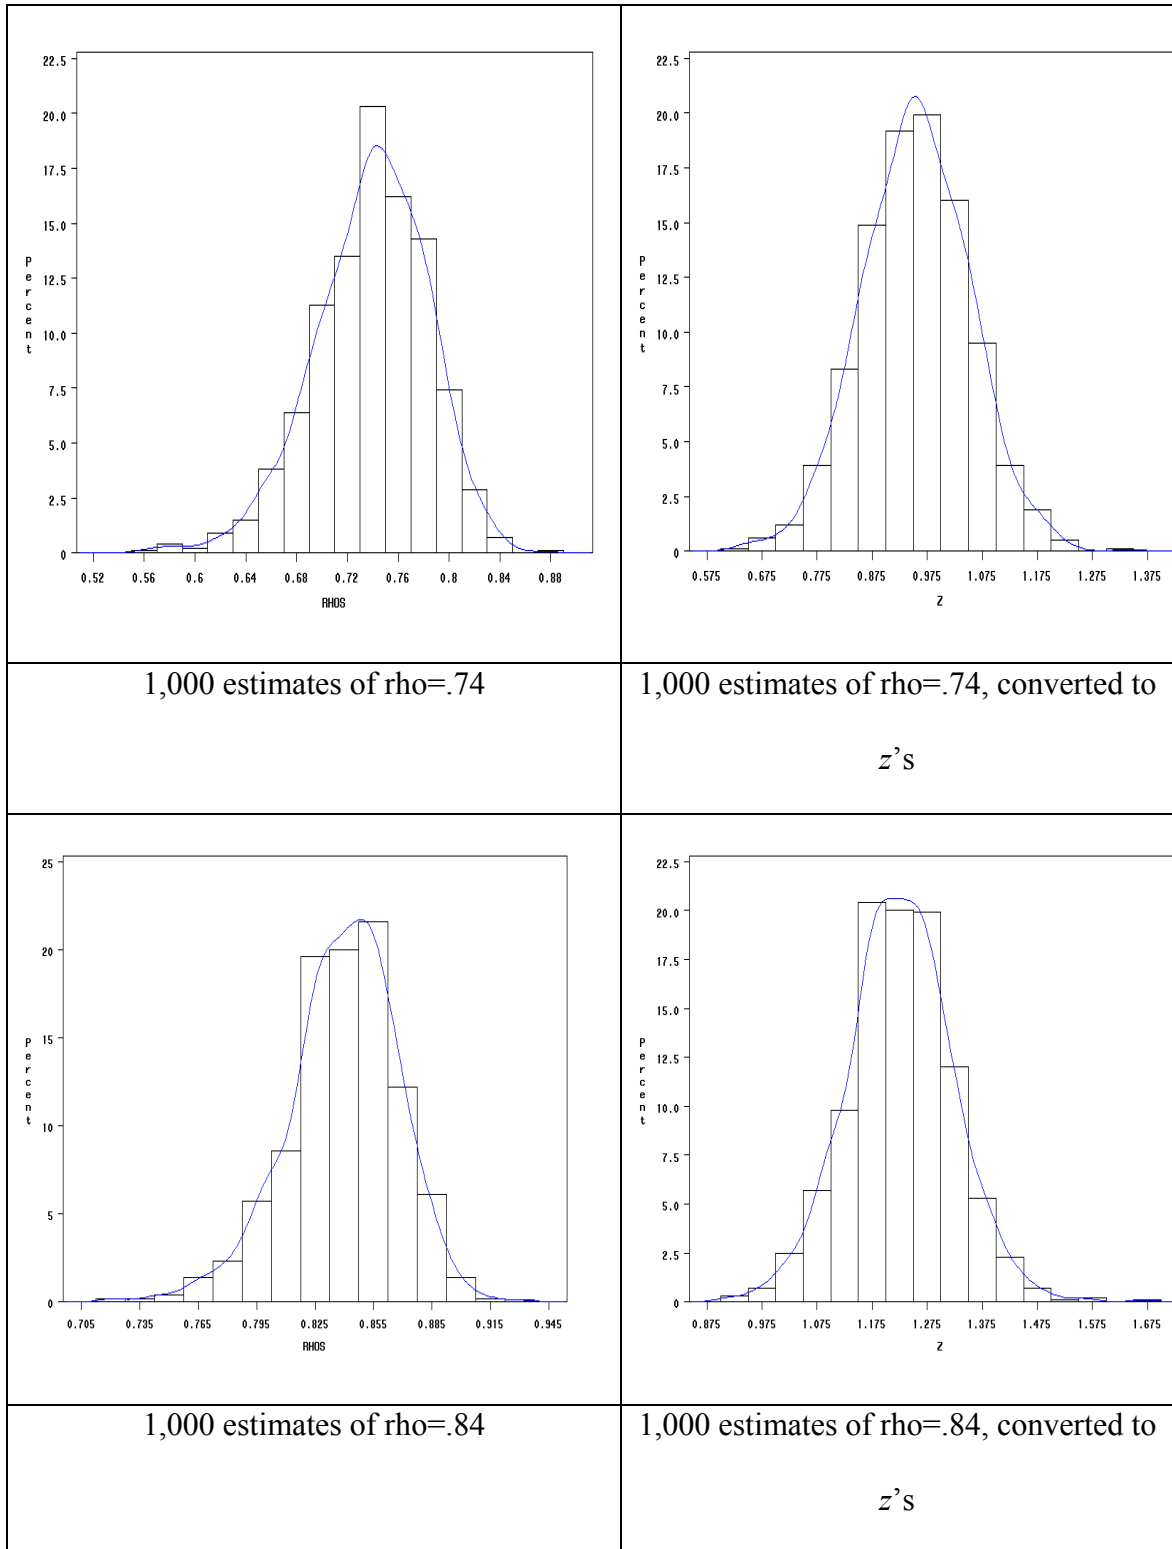 22.5
20.0
17.5
15.0
12.5
10.0
7.5
5.0
2.5
0
Percent
0.52 0.56 0.6 0.64 0.68 0.72 0.76 0.8 0.84 0.88
RHOS
22.5
20.0
17.5
15.0
12.5
10.0
7.5
5.0
2.5
0
Percent
0.575 0.675 0.775 0.875 0.975 1.075 1.175 1.275 1.375
Z
1,000 estimates of rho=.74
1,000 estimates of rho=.74, converted to
z’s
25
20
15
10
5
0
Percent
0.705 0.735 0.765 0.795 0.825 0.855 0.885 0.915 0.945
RHOS
22.5
20.0
17.5
15.0
12.5
10.0
7.5
5.0
2.5
0
Percent
0.875 0.975 1.075 1.175 1.275 1.375 1.475 1.575 1.675
Z
1,000 estimates of rho=.84
1,000 estimates of rho=.84, converted to
z’s